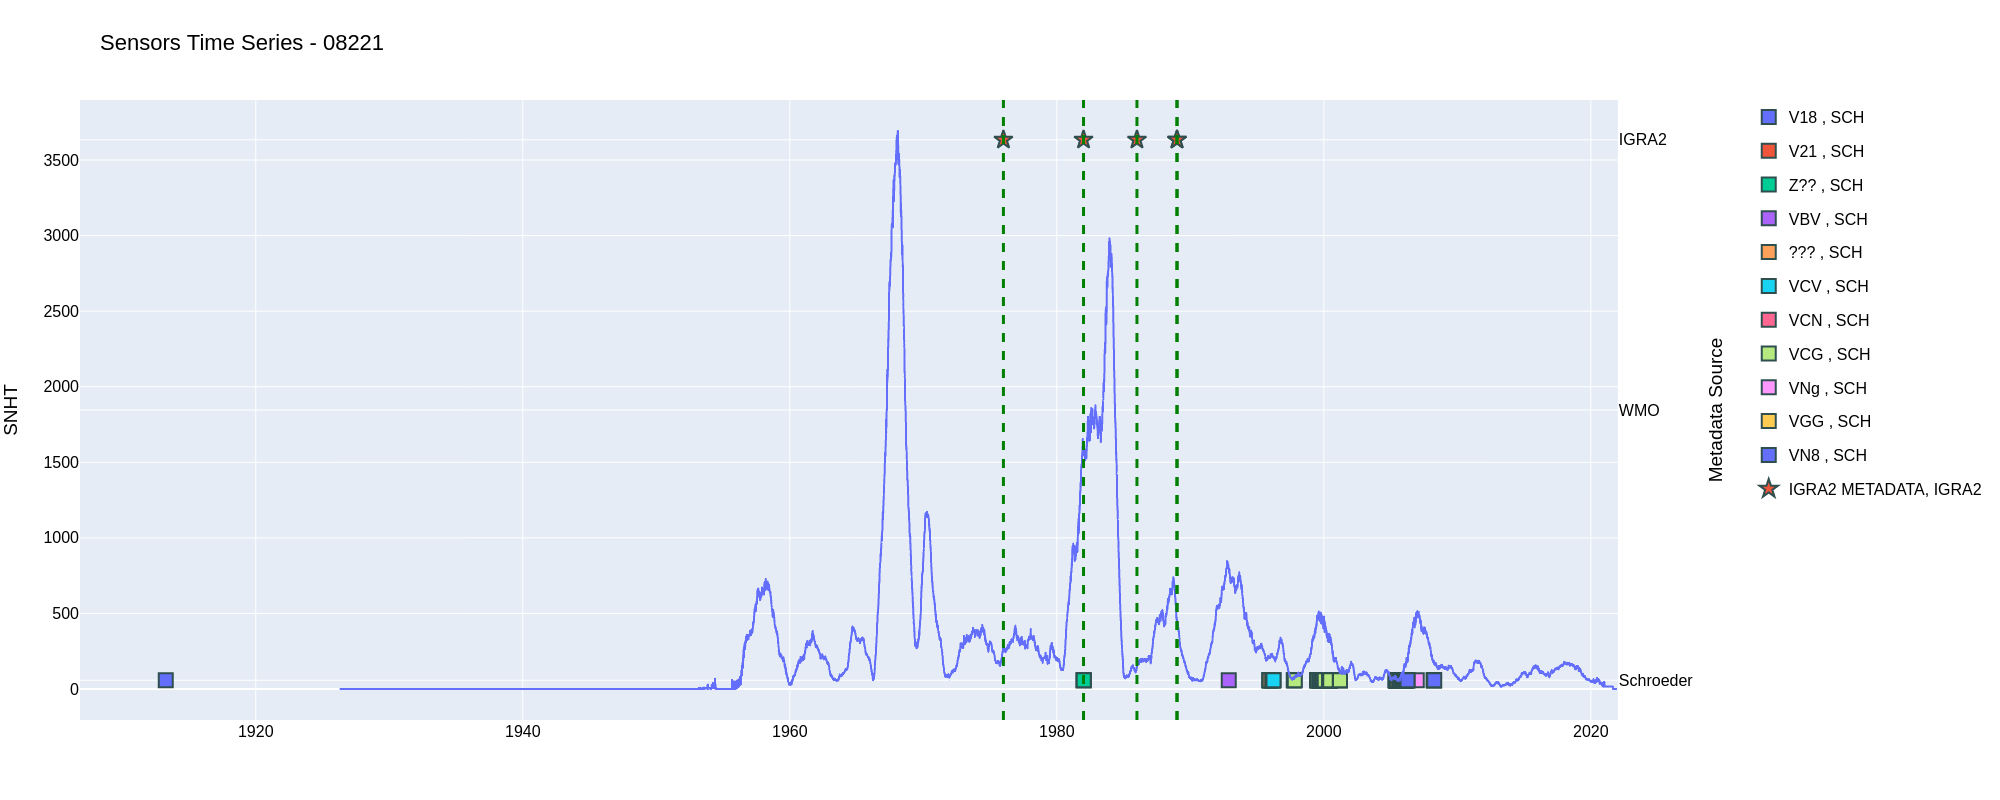 Sensors Time Series - 08221
SNHT
3500
3000
2500
2000
1500
1000
500
0
1920
1940
1960
1980
2000
2020
IGRA2
WMO
Schroeder
Metadata Source
V18 , SCH
V21 , SCH
Z?? , SCH
VBV , SCH
??? , SCH
VCV , SCH
VCN , SCH
VCG , SCH
VNg , SCH
VGG , SCH
VN8 , SCH
IGRA2 METADATA, IGRA2